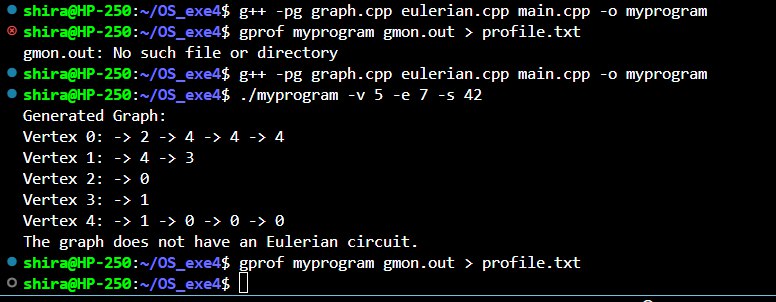 shira@HP-250:~/OS_exe4$ g++ -pg graph.cpp eulerian.cpp main.cpp -o myprogram
shira@HP-250:~/OS_exe4$ gprof myprogram gmon.out > profile.txt
gmon.out: No such file or directory
shira@HP-250:~/OS_exe4$ g++ -pg graph.cpp eulerian.cpp main.cpp -o myprogram
shira@HP-250:~/OS_exe4$ ./myprogram -v 5 -e 7 -s 42
Generated Graph:
Vertex 0: -> 2 -> 4 -> 4 -> 4
Vertex 1: -> 4 -> 3
Vertex 2: -> 0
Vertex 3: -> 1
Vertex 4: -> 1 -> 0 -> 0 -> 0
The graph does not have an Eulerian circuit.
shira@HP-250:~/OS_exe4$ gprof myprogram gmon.out > profile.txt
shira@HP-250:~/OS_exe4$